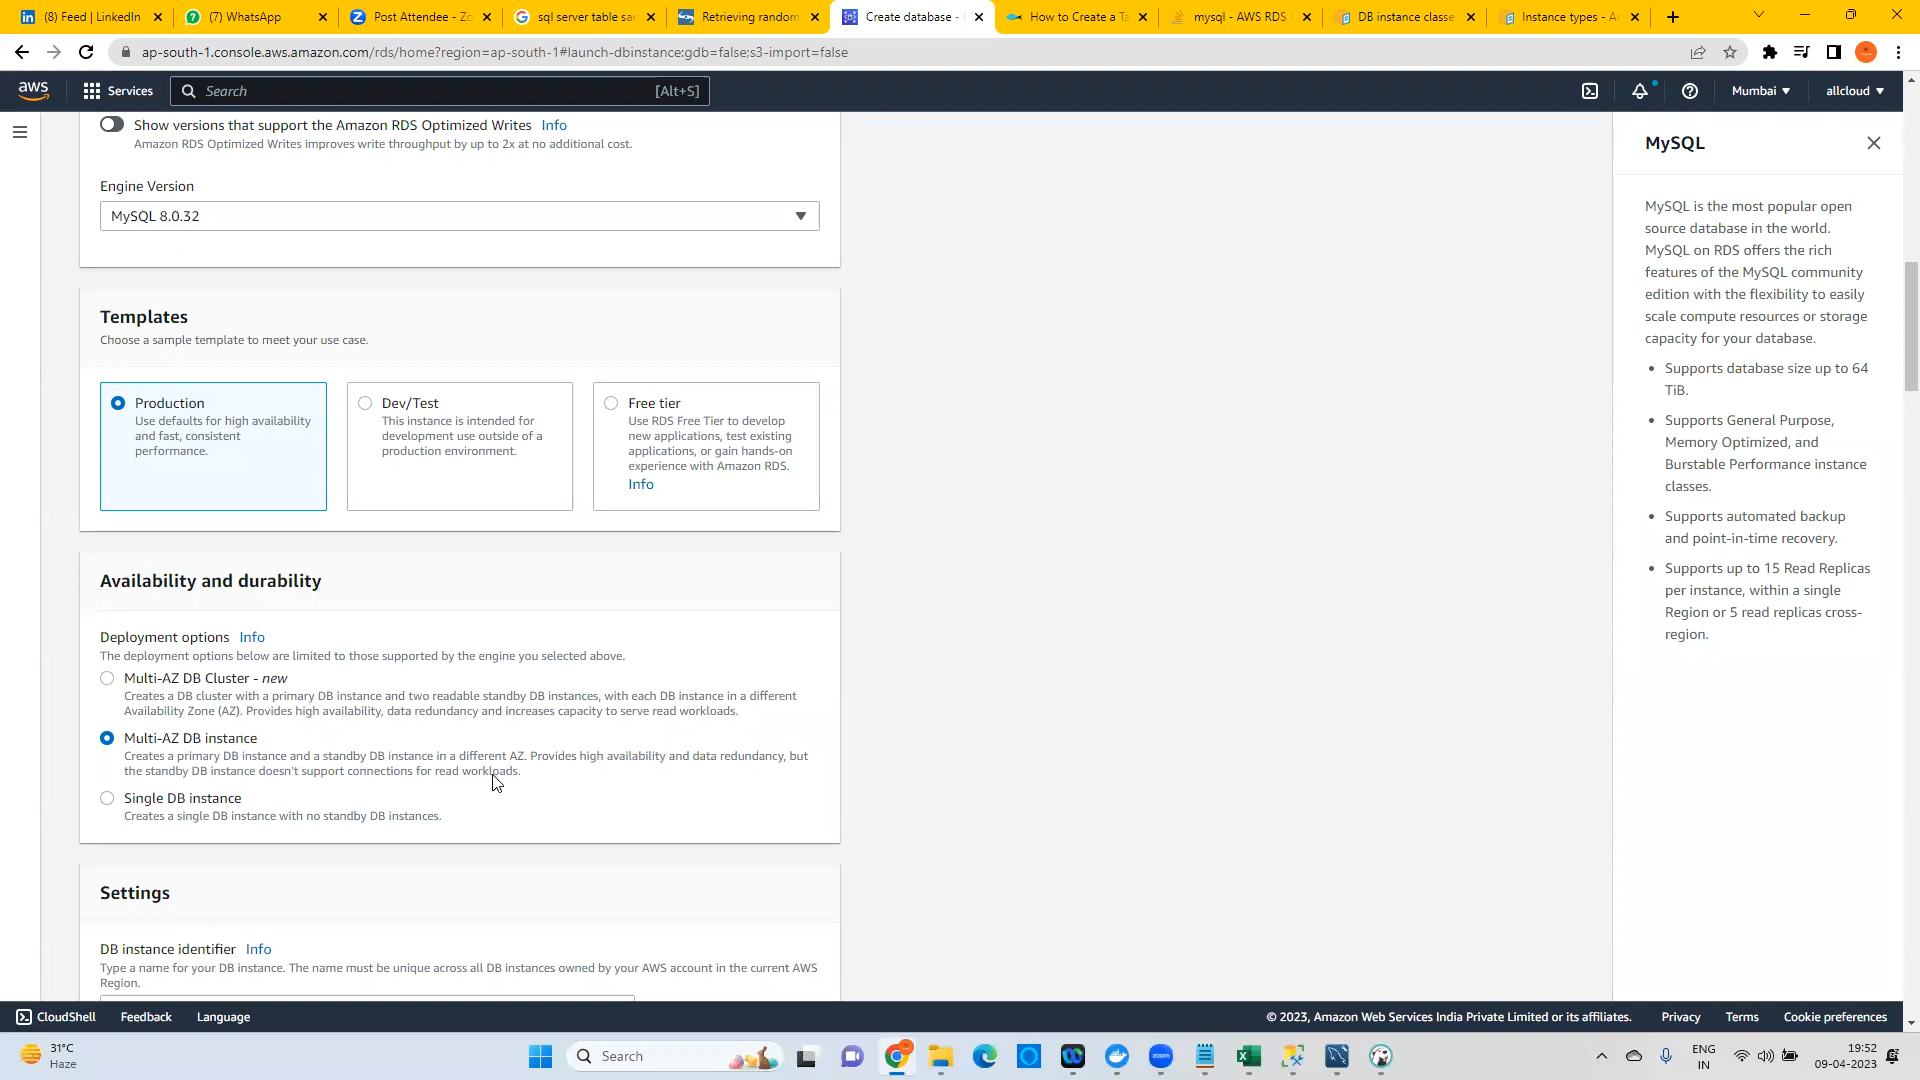 (8) Feed | LinkedIn
(7) WhatsApp
Post Attendee - Zo
sql server table sar
Retrieving random
Create database -
How to Create a Ta
mysql - AWS RDS
DB instance classe
Instance types - A
ap-south-1.console.aws.amazon.com/rds/home?region=ap-south-1#launch-dbinstance:gdb=false;s3-import=false
aws
Services
Search
[Alt+S]
Mumbai
allcloud
Show versions that support the Amazon RDS Optimized Writes Info
Amazon RDS Optimized Writes improves write throughput by up to 2x at no additional cost.
Engine Version
MySQL 8.0.32
Templates
Choose a sample template to meet your use case.
Production
Use defaults for high availability
and fast, consistent
performance.
Dev/Test
This instance is intended for
development use outside of a
production environment.
Free tier
Use RDS Free Tier to develop
new applications, test existing
applications, or gain hands-on
experience with Amazon RDS.
Info
Availability and durability
Deployment options Info
The deployment options below are limited to those supported by the engine you selected above.
Multi-AZ DB Cluster - new
Creates a DB cluster with a primary DB instance and two readable standby DB instances, with each DB instance in a different
Availability Zone (AZ). Provides high availability, data redundancy and increases capacity to serve read workloads.
Multi-AZ DB instance
Creates a primary DB instance and a standby DB instance in a different AZ. Provides high availability and data redundancy, but
the standby DB instance doesn't support connections for read workloads.
Single DB instance
Creates a single DB instance with no standby DB instances.
Settings
DB instance identifier Info
Type a name for your DB instance. The name must be unique across all DB instances owned by your AWS account in the current AWS
Region.
MySQL
MySQL is the most popular open
source database in the world.
MySQL on RDS offers the rich
features of the MySQL community
edition with the flexibility to easily
scale compute resources or storage
capacity for your database.
• Supports database size up to 64
TiB.
• Supports General Purpose,
Memory Optimized, and
Burstable Performance instance
classes.
• Supports automated backup
and point-in-time recovery.
• Supports up to 15 Read Replicas
per instance, within a single
Region or 5 read replicas cross-
region.
CloudShell
Feedback
Language
© 2023, Amazon Web Services India Private Limited or its affiliates.
Privacy
Terms
Cookie preferences
31°C
Haze
Search
zoom
ENG
IN
19:52
09-04-2023